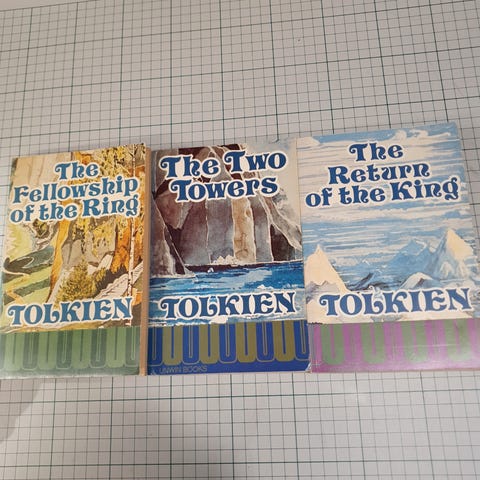 The
Fellowship
of the Ring
TOLKIEN
The Two
Towers
TOLKIEN
UNWIN BOOKS
The
Return
of the King
TOLKIEN